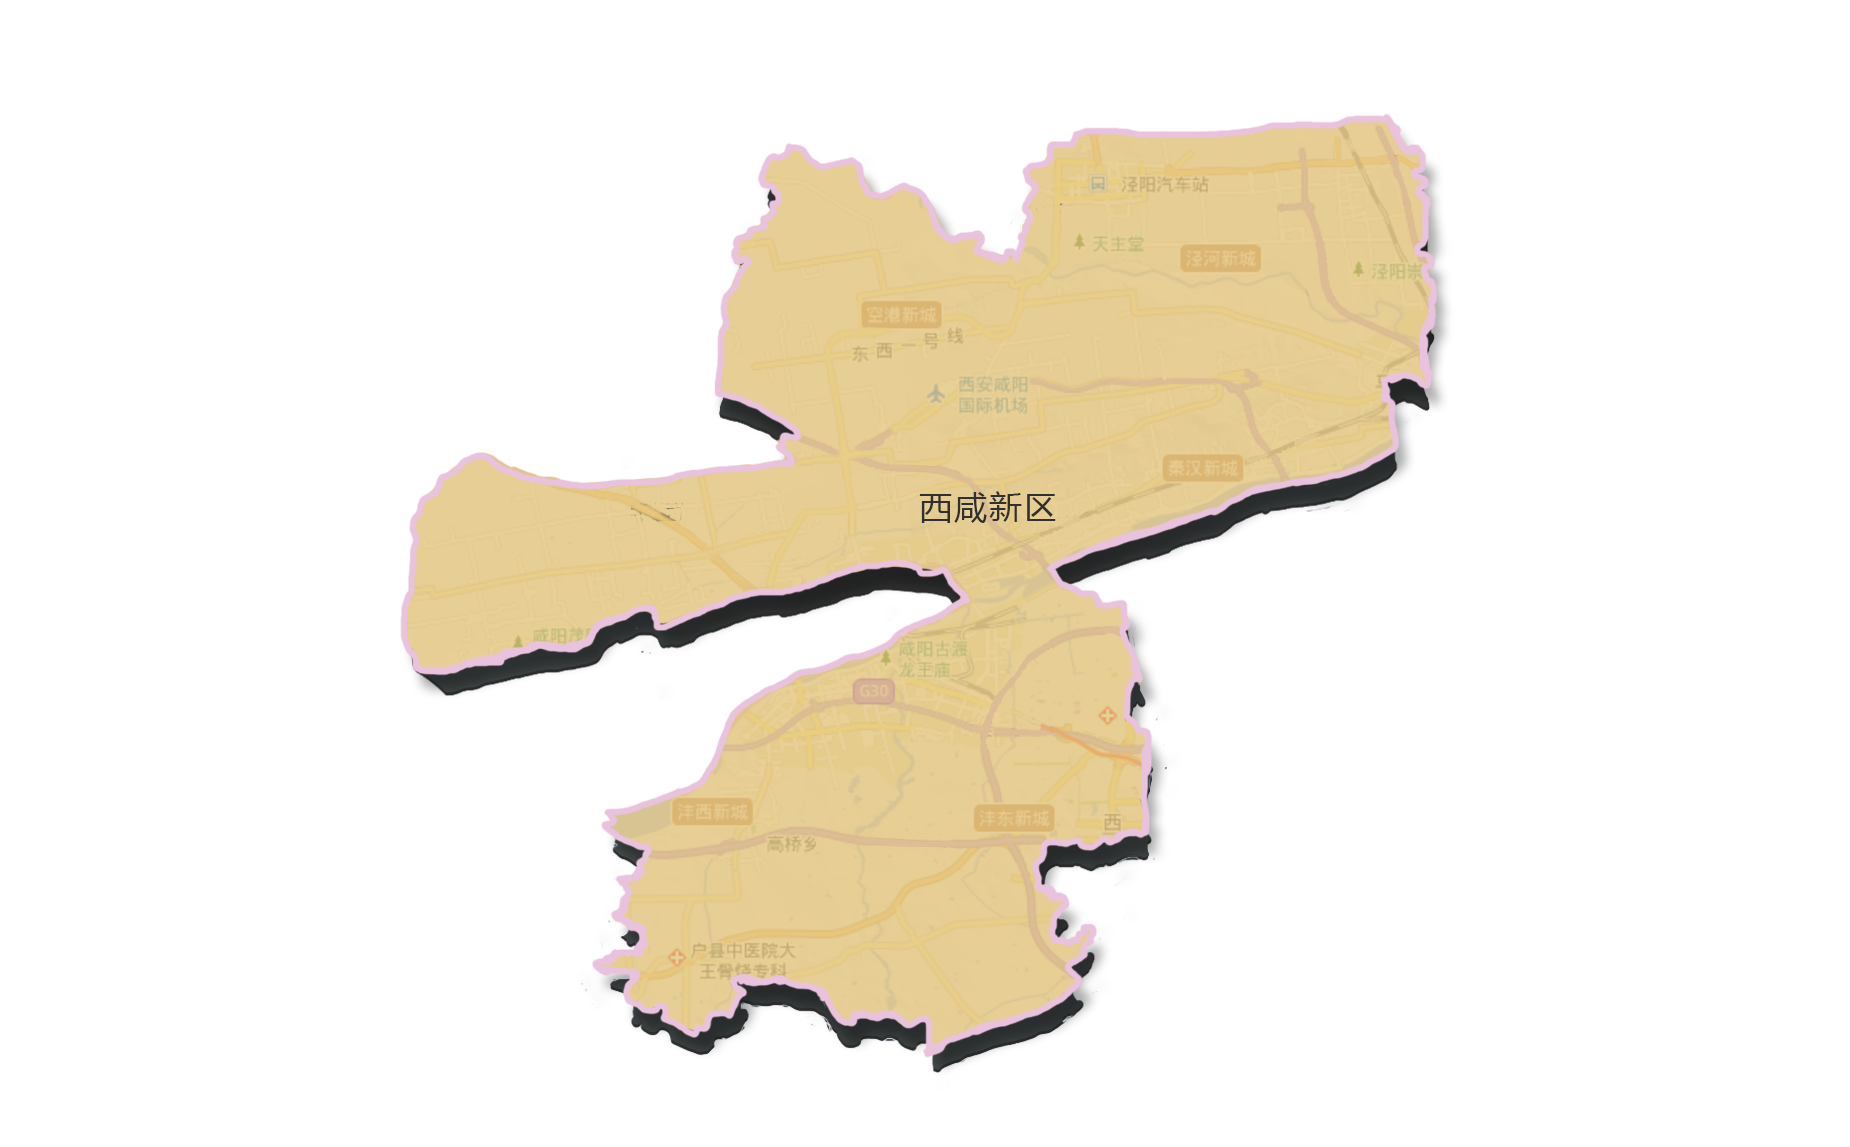 泾阳汽车站
天主堂
泾河新城
泾阳崇
空港新城
东西一号线
西安咸阳
国际机场
秦汉新城
西咸新区
咸阳茂
咸阳古渡
龙王庙
G30
沣西新城
沣东新城
西
高桥乡
户县中医院大
王骨烧专科